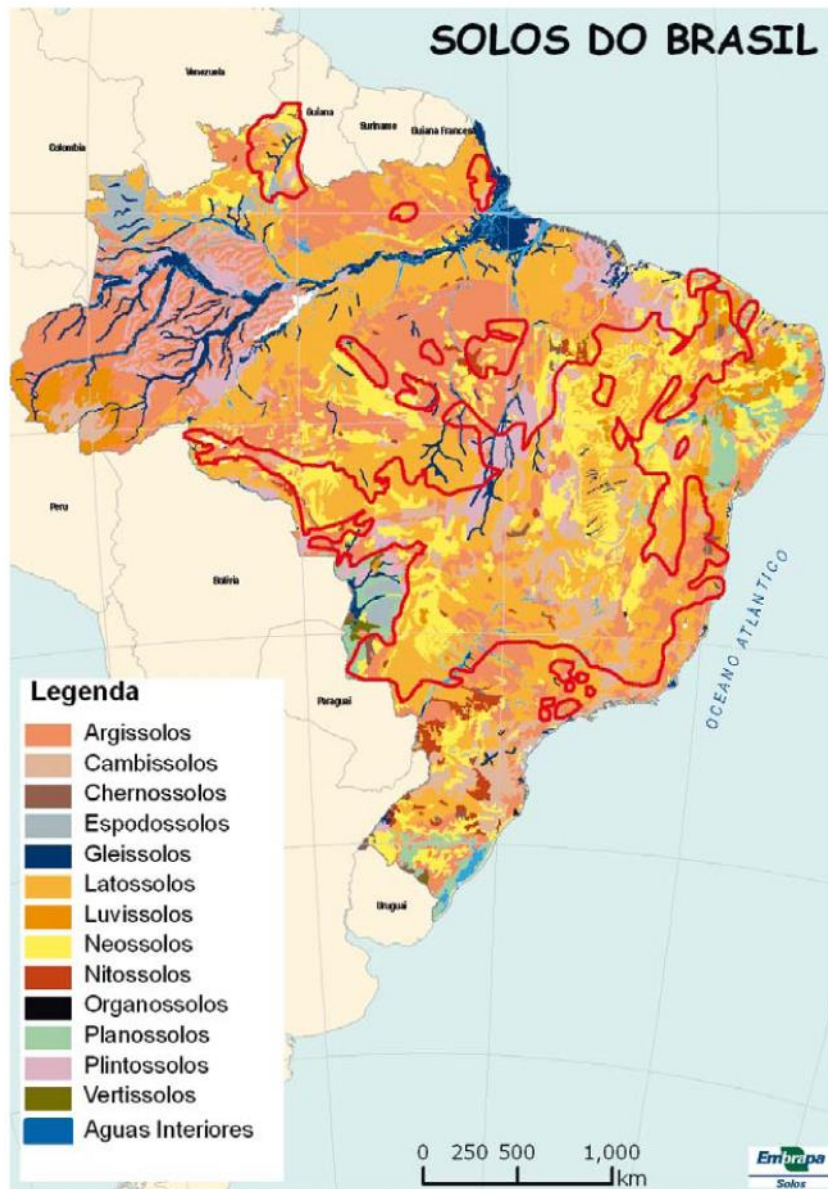 SOLOS DO BRASIL
Venezuela
Guiana
Suriname
Guiana Frances
Colombia
Peru
Bolivia
Paraguai
Uruguai
OCEANO ATLÂNTICO
Legenda
Argissolos
Cambissolos
Chernossolos
Espodossolos
Gleissolos
Latossolos
Luvissolos
Neossolos
Nitossolos
Organossolos
Planossolos
Plintossolos
Vertissolos
Aguas Interiores
0 250 500 1,000
km
Embrapa
Solos